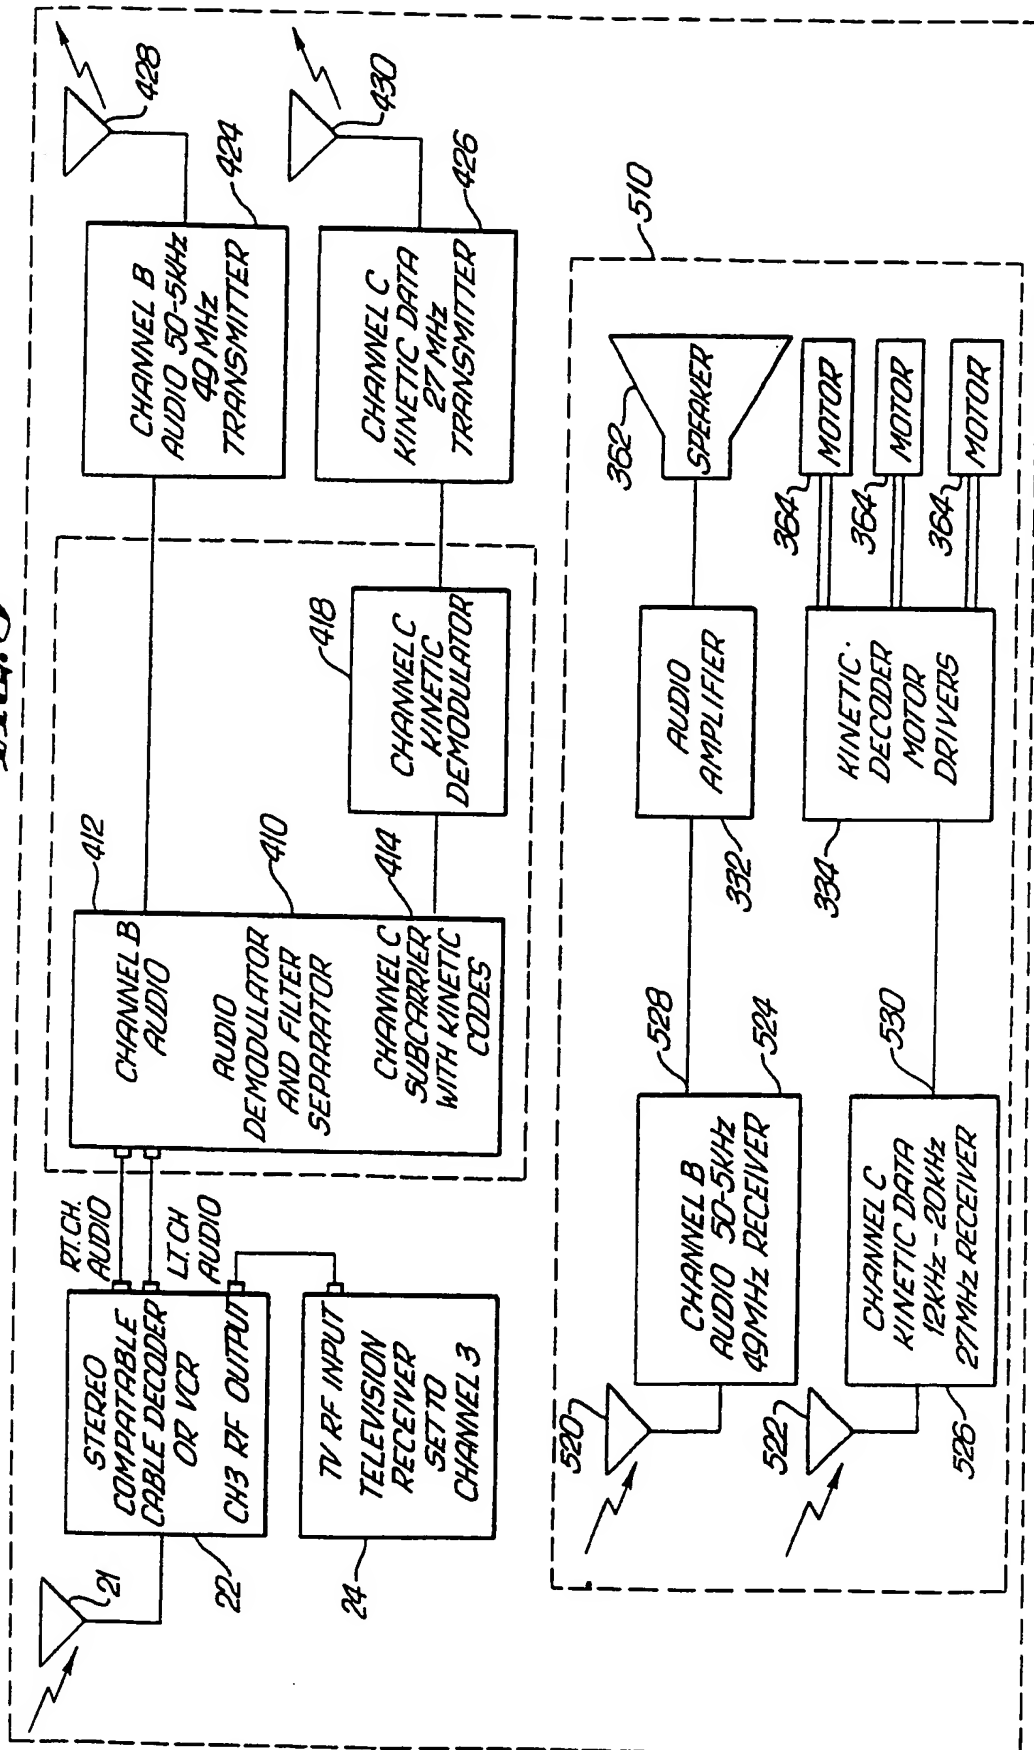 21
STEREO
COMPATABLE
CABLE DECODER
OR VCR
CH3 RF OUTPUT
22
RT.CH.
AUDIO
LT.CH
AUDIO
TV RF INPUT
TELEVISION
RECEIVER
SET TO
CHANNEL 3
24
CHANNEL B
AUDIO
412
AUDIO
DEMODULATOR
AND FILTER
SEPARATOR
410
CHANNEL C
SUBCARRIER
WITH KINETIC
CODES
414
CHANNEL C
KINETIC
DEMODULATOR
418
CHANNEL B
AUDIO 50-5KHz
49 MHz
TRANSMITTER
424
428
CHANNEL C
KINETIC DATA
27 MHz
TRANSMITTER
426
430
510
520
CHANNEL B
AUDIO 50-5KHz
49MHz RECEIVER
524
528
AUDIO
AMPLIFIER
332
SPEAKER
362
522
CHANNEL C
KINETIC DATA
12KHz-20KHz
27MHz RECEIVER
526
530
KINETIC
DECODER
MOTOR
DRIVERS
334
364
MOTOR
364
MOTOR
364
MOTOR